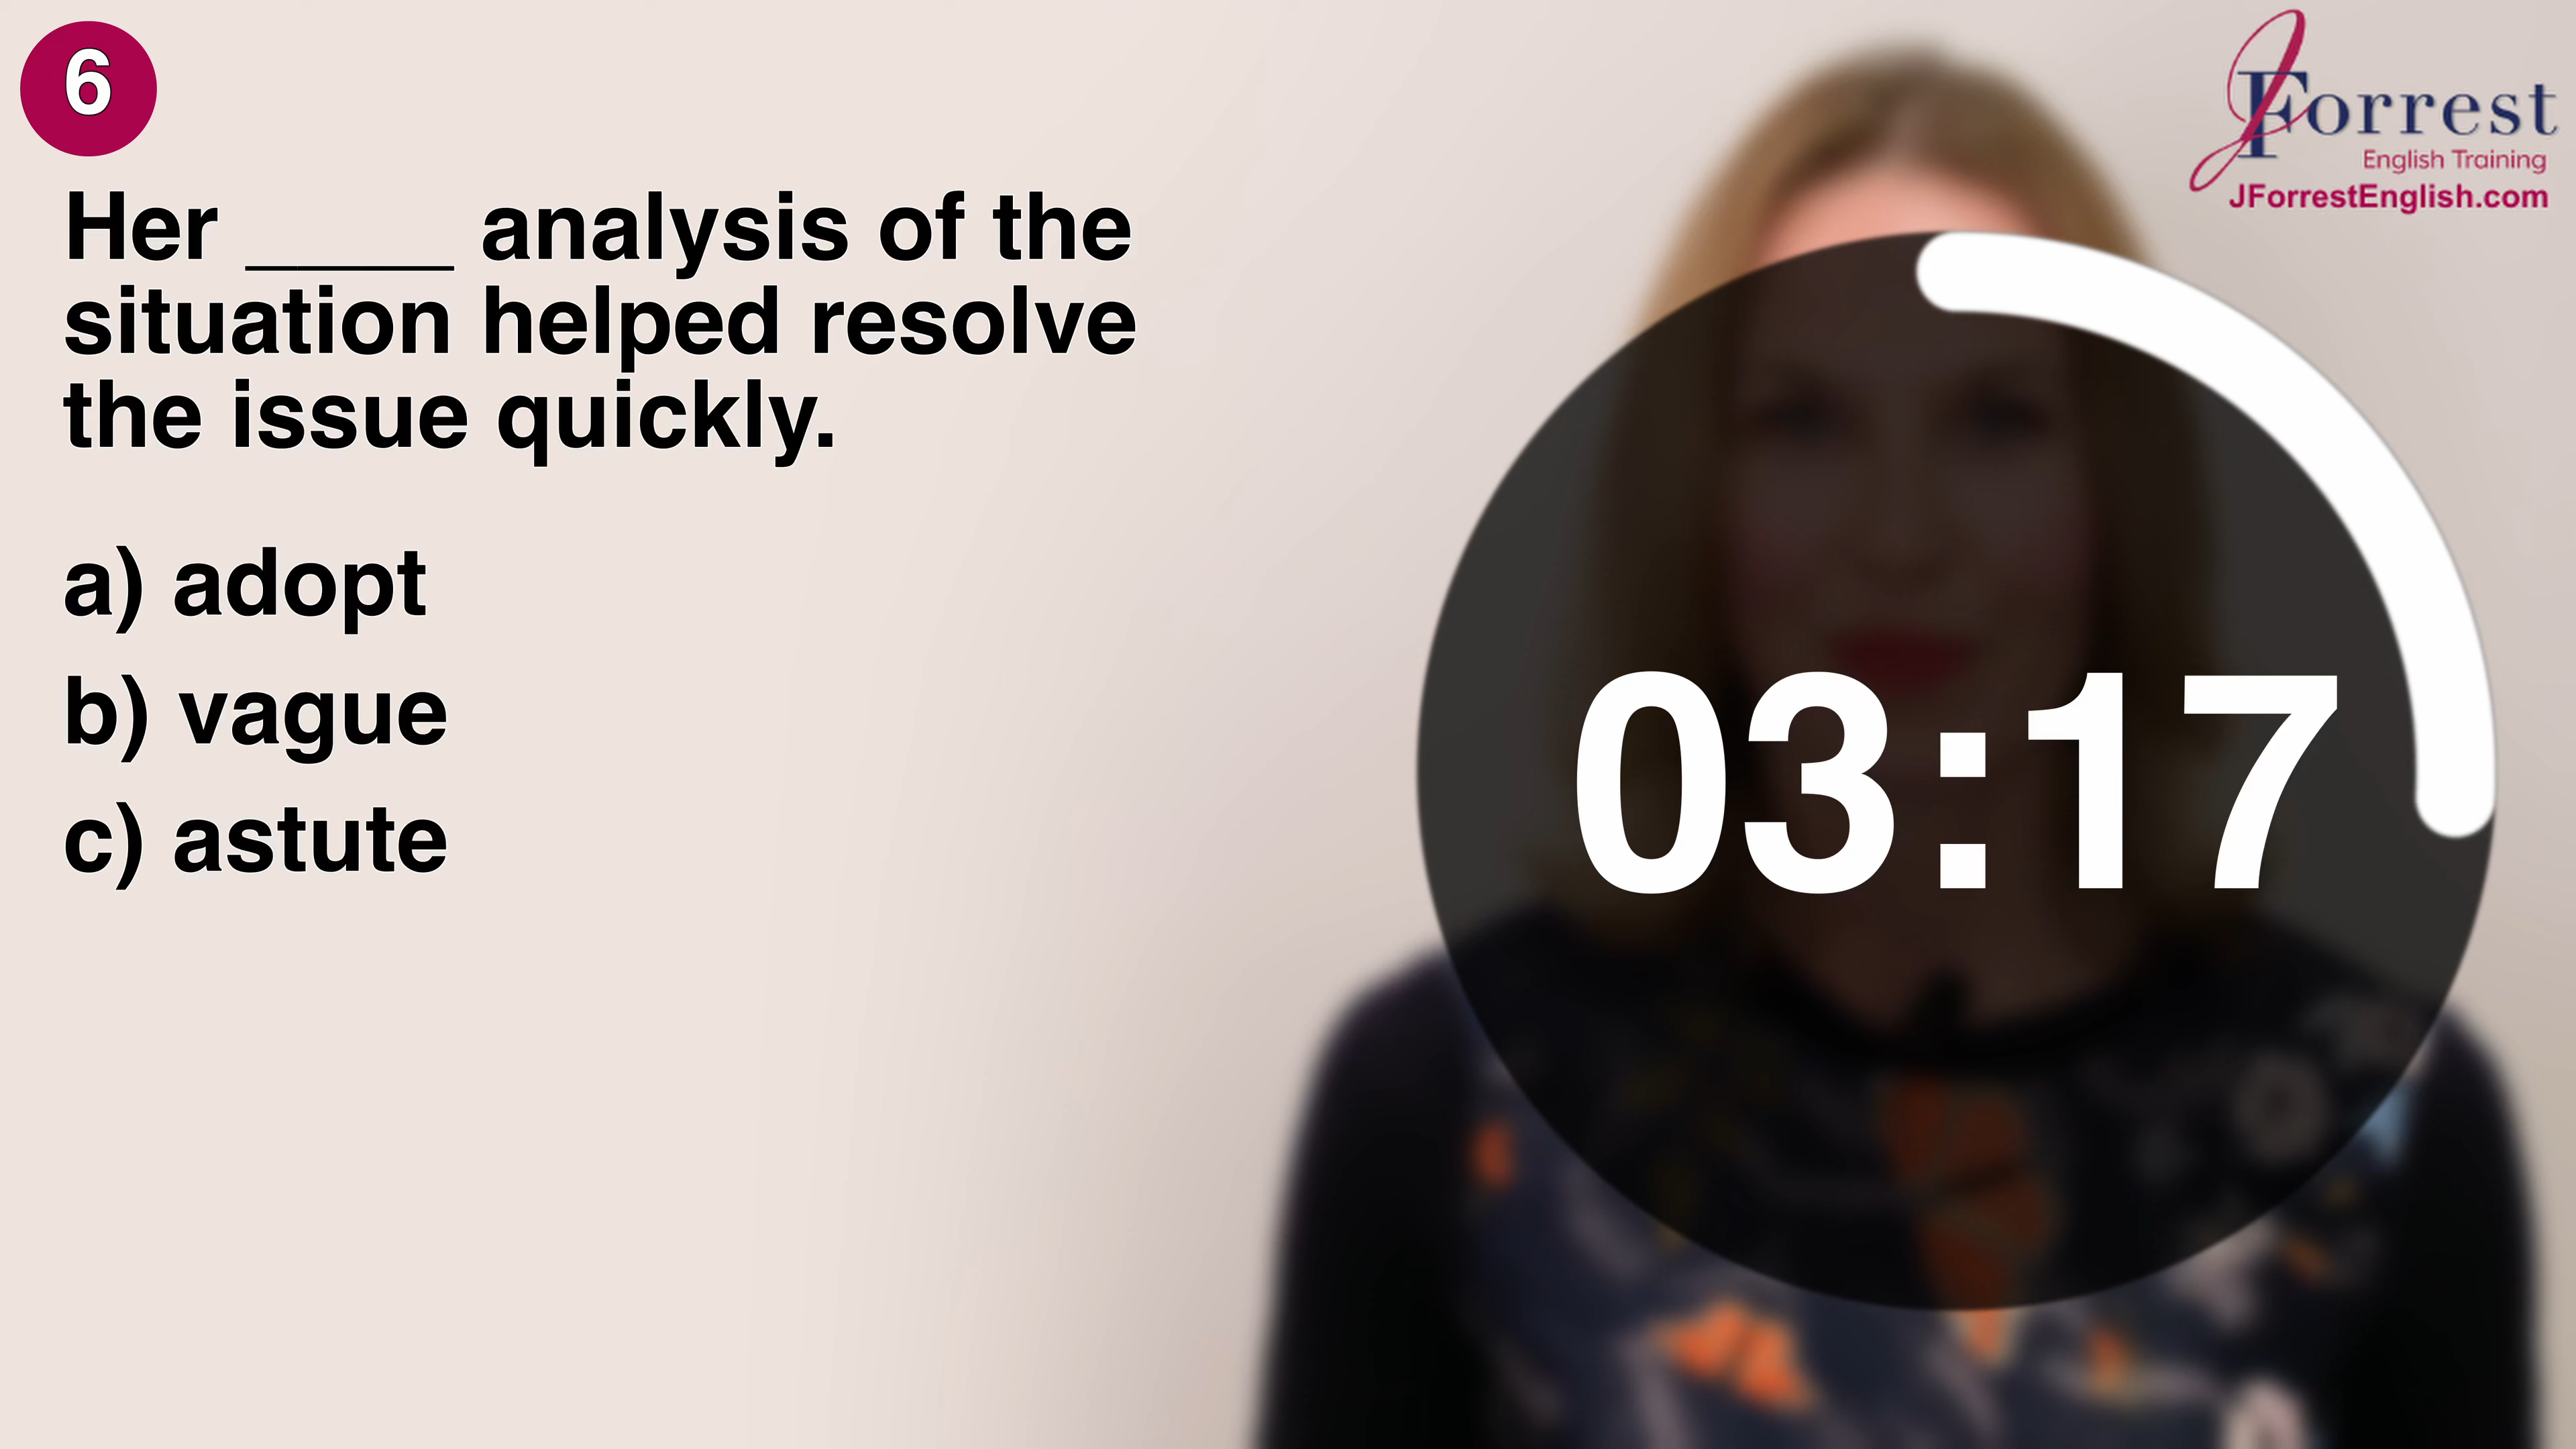 6
JForrest
English Training
JForrestEnglish.com
Her _____ analysis of the
situation helped resolve
the issue quickly.
a) adopt
b) vague
c) astute
03:17